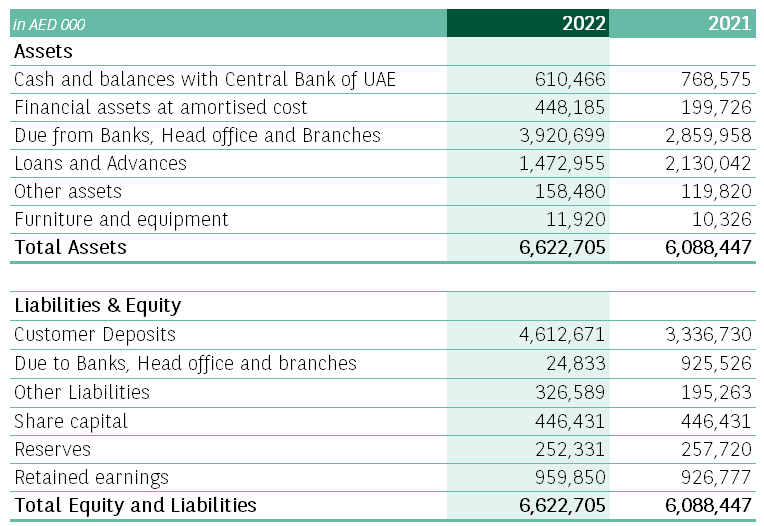 in AED 000 2022 2021
Assets
Cash and balances with Central Bank of UAE 610,466 768,575
Financial assets at amortised cost 448,185 199,726
Due from Banks, Head office and Branches 3,920,699 2,859,958
Loans and Advances 1,472,955 2,130,042
Other assets 158,480 119,820
Furniture and equipment 11,920 10,326
Total Assets 6,622,705 6,088,447
Liabilities & Equity
Customer Deposits 4,612,671 3,336,730
Due to Banks, Head office and branches 24,833 925,526
Other Liabilities 326,589 195,263
Share capital 446,431 446,431
Reserves 252,331 257,720
Retained earnings 959,850 926,777
Total Equity and Liabilities 6,622,705 6,088,447